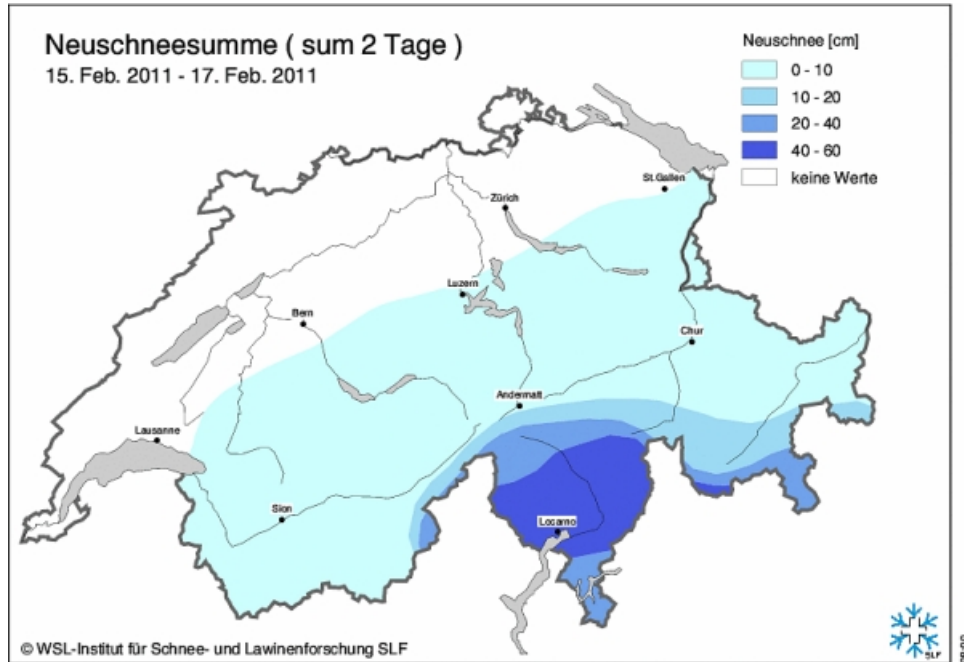 Neuschneesumme ( sum 2 Tage )
15. Feb. 2011 - 17. Feb. 2011
Neuschnee [cm]
0 - 10
10 - 20
20 - 40
40 - 60
keine Werte
St.Gallen
Zürich
Luzern
Bern
Chur
Andermatt
Lausanne
Sion
Locarno
© WSL-Institut für Schnee- und Lawinenforschung SLF
SLF